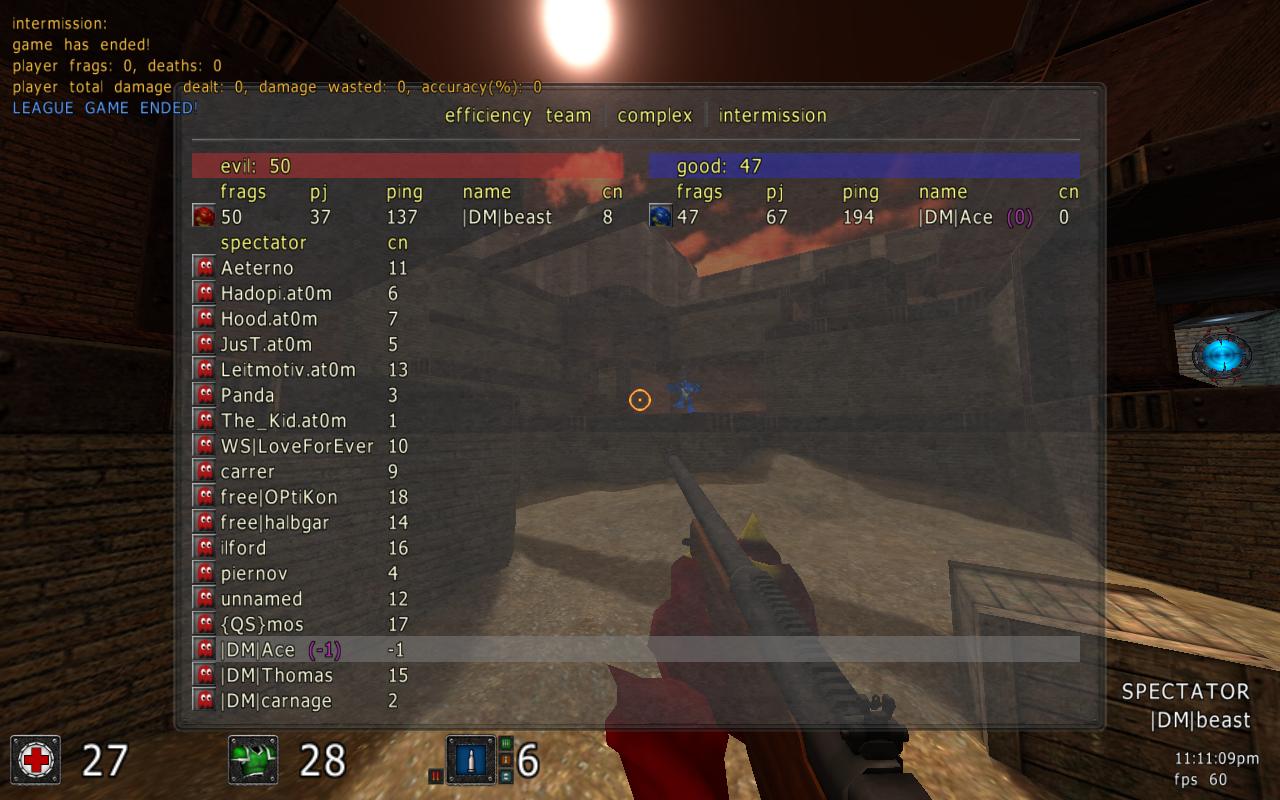 intermission:
game has ended!
player frags: 0, deaths: 0
player total damage dealt: 0, damage wasted: 0, accuracy(%): 0
LEAGUE GAME ENDED!
efficiency team complex intermission
evil: 50 good: 47
frags pj ping name cn frags pj ping name cn
50 37 137 |DM|beast 8 47 67 194 |DM|Ace (0) 0
spectator cn
Aeterno 11
Hadopi.at0m 6
Hood.at0m 7
JusT.at0m 5
Leitmotiv.at0m 13
Panda 3
The_Kid.at0m 1
WS|LoveForEver 10
carrer 9
free|OPtiKon 18
free|halbgar 14
ilford 16
piernov 4
unnamed 12
{QS}mos 17
|DM|Ace (-1) -1
|DM|Thomas 15
|DM|carnage 2
SPECTATOR
|DM|beast
11:11:09pm
fps 60
27 28 6